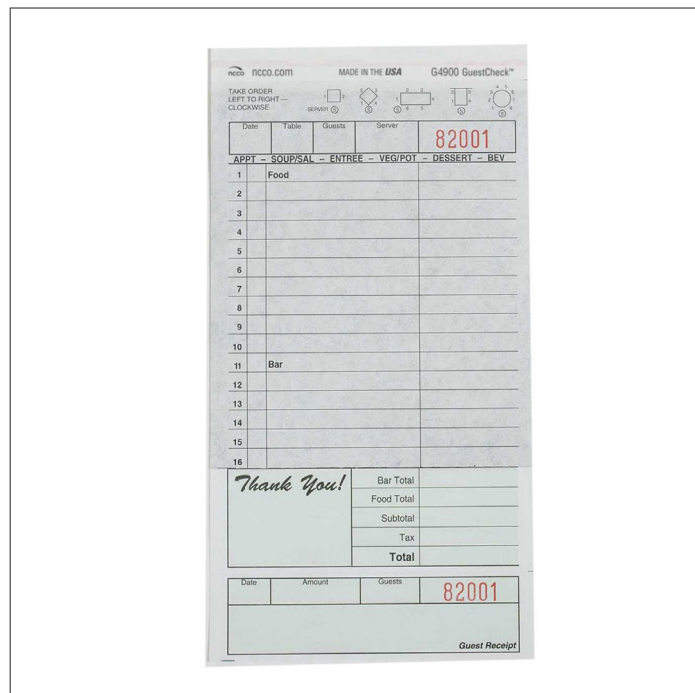 ncco ncco.com MADE IN THE USA G4900 GuestCheck™
TAKE ORDER
LEFT TO RIGHT—
CLOCKWISE
SERVER Ⓢ Ⓢ Ⓢ Ⓢ Ⓢ
Date Table Guests Server 82001
APPT – SOUP/SAL – ENTREE – VEG/POT – DESSERT – BEV
1 Food
2
3
4
5
6
7
8
9
10
11 Bar
12
13
14
15
16
Thank You!
Bar Total
Food Total
Subtotal
Tax
Total
Date Amount Guests 82001
Guest Receipt